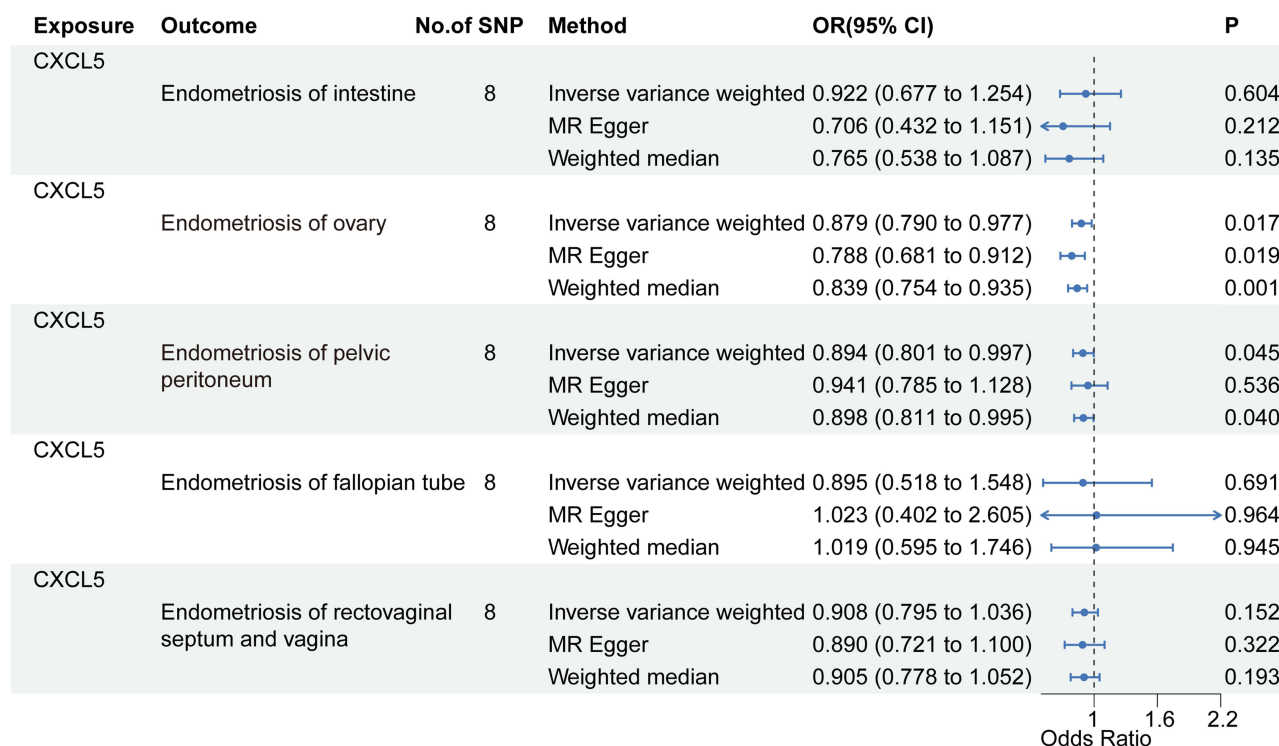 Exposure Outcome No.of SNP Method OR(95% CI) P
CXCL5
Endometriosis of intestine 8 Inverse variance weighted 0.922 (0.677 to 1.254) 0.604
MR Egger 0.706 (0.432 to 1.151) 0.212
Weighted median 0.765 (0.538 to 1.087) 0.135
CXCL5
Endometriosis of ovary 8 Inverse variance weighted 0.879 (0.790 to 0.977) 0.017
MR Egger 0.788 (0.681 to 0.912) 0.019
Weighted median 0.839 (0.754 to 0.935) 0.001
CXCL5
Endometriosis of pelvic 8 Inverse variance weighted 0.894 (0.801 to 0.997) 0.045
peritoneum
MR Egger 0.941 (0.785 to 1.128) 0.536
Weighted median 0.898 (0.811 to 0.995) 0.040
CXCL5
Endometriosis of fallopian tube 8 Inverse variance weighted 0.895 (0.518 to 1.548) 0.691
MR Egger 1.023 (0.402 to 2.605) 0.964
Weighted median 1.019 (0.595 to 1.746) 0.945
CXCL5
Endometriosis of rectovaginal 8 Inverse variance weighted 0.908 (0.795 to 1.036) 0.152
septum and vagina
MR Egger 0.890 (0.721 to 1.100) 0.322
Weighted median 0.905 (0.778 to 1.052) 0.193
1 1.6 2.2
Odds Ratio